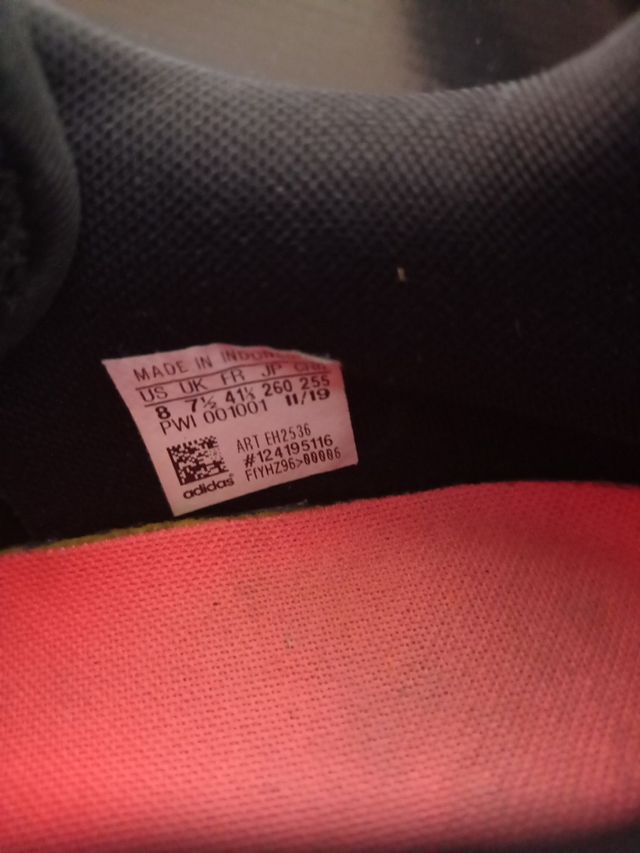 MADE IN INDONESIA
US UK FR JP CHN
8 7½ 41⅓ 260 255
PWI 001001 11/19
ART EH2536
#124195116
FIYHZ96>00006
adidas